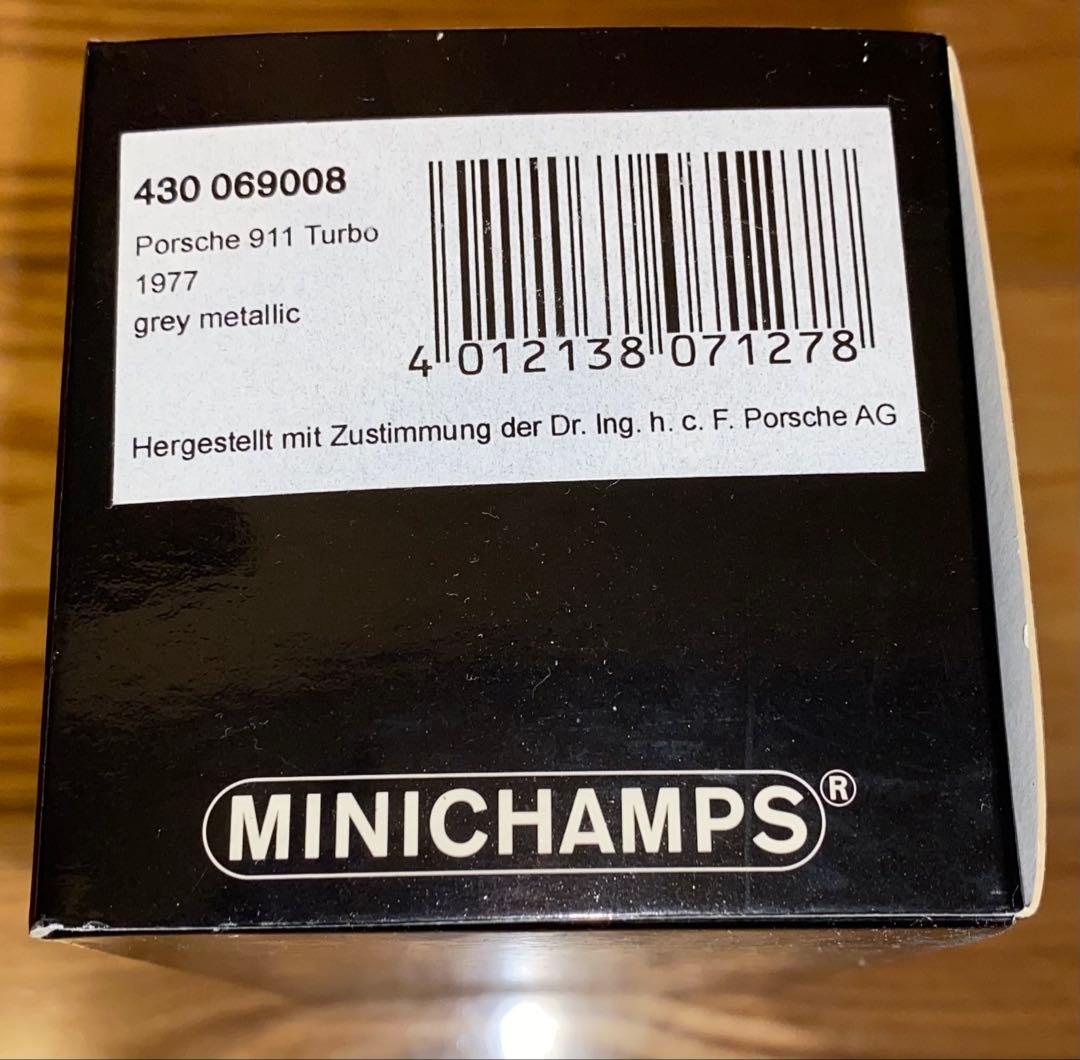 430 069008
Porsche 911 Turbo
1977
grey metallic
4 012138 071278
Hergestellt mit Zustimmung der Dr. Ing. h. c. F. Porsche AG
MINICHAMPS®